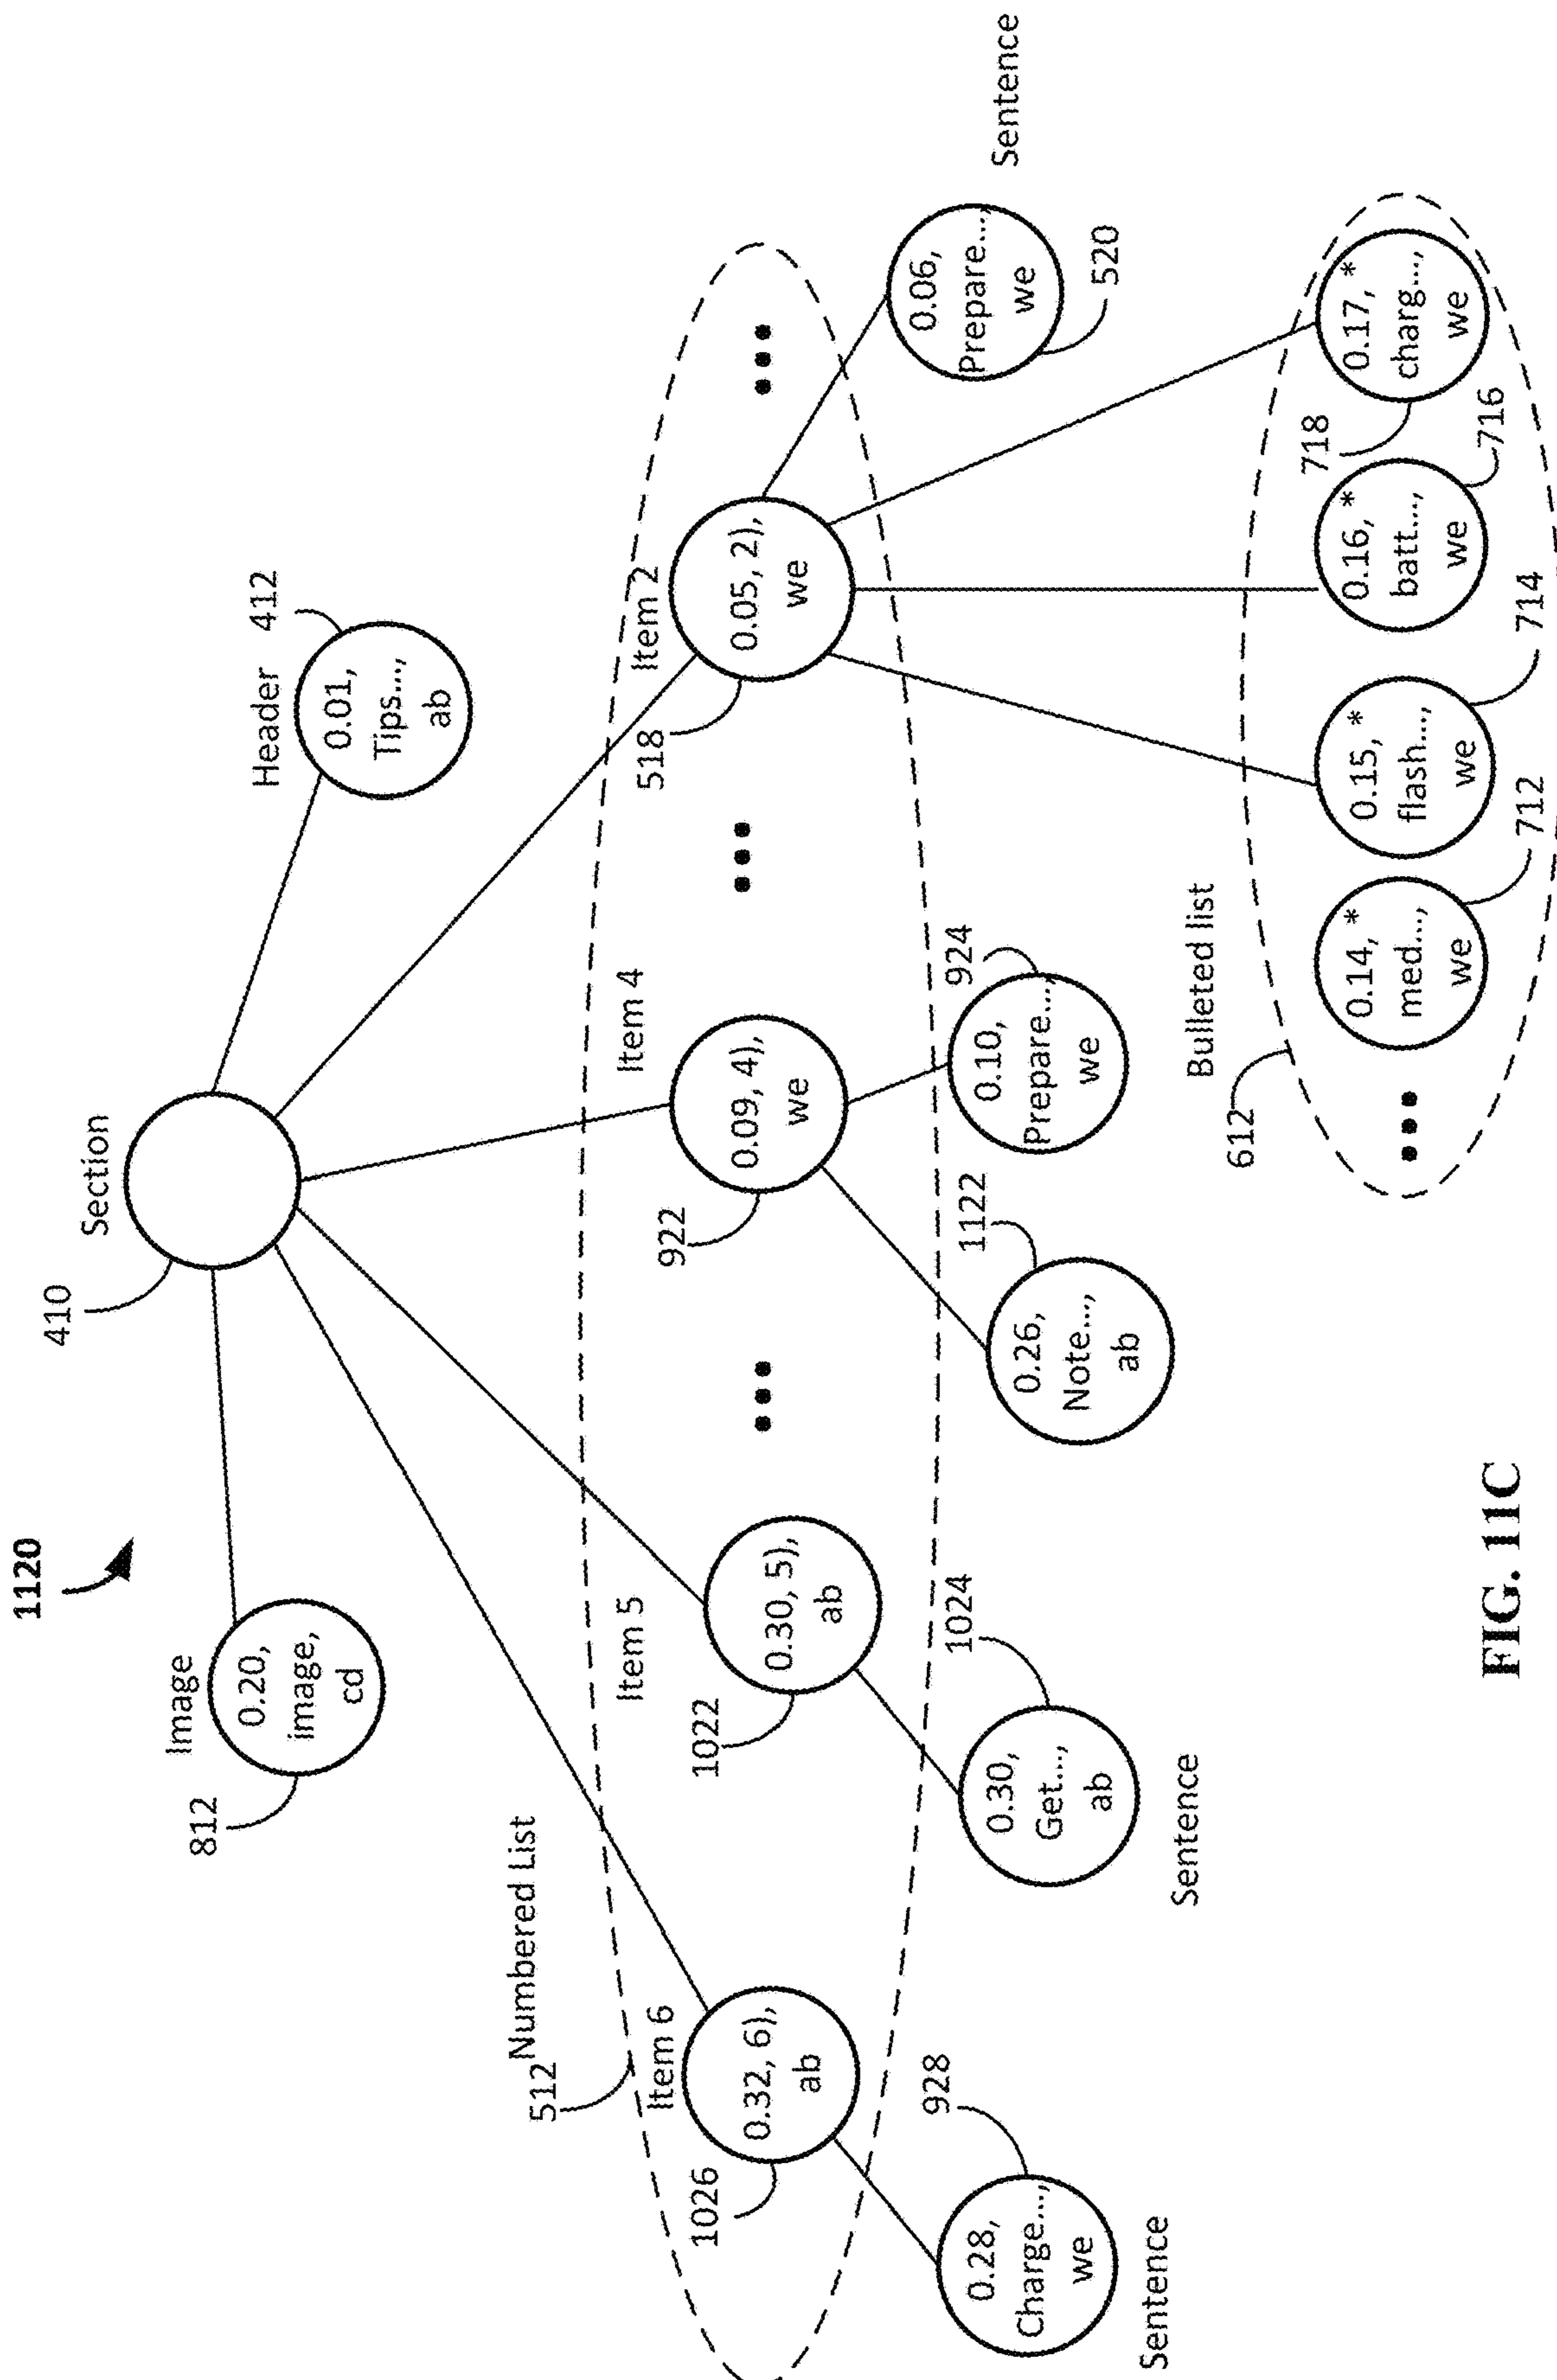 1120
Section
410
Image
0.20,
image,
cd
812
Header
412
0.01,
Tips...,
ab
Numbered List
512
Item 6
0.32, 6),
ab
1026
Item 5
0.30, 5),
ab
1022
Item 4
0.09, 4),
we
922
Item 2
0.05, 2),
we
518
0.28,
Charge...,
we
928
Sentence
0.30,
Get...,
ab
1024
Sentence
0.26,
Note...,
ab
1122
0.10,
Prepare...,
we
924
0.06,
Prepare...,
we
520
Sentence
Bulleted list
612
0.14, *
med...,
we
712
0.15, *
flash...,
we
714
0.16, *
batt...,
we
716
0.17, *
charg...,
we
718
FIG. 11C